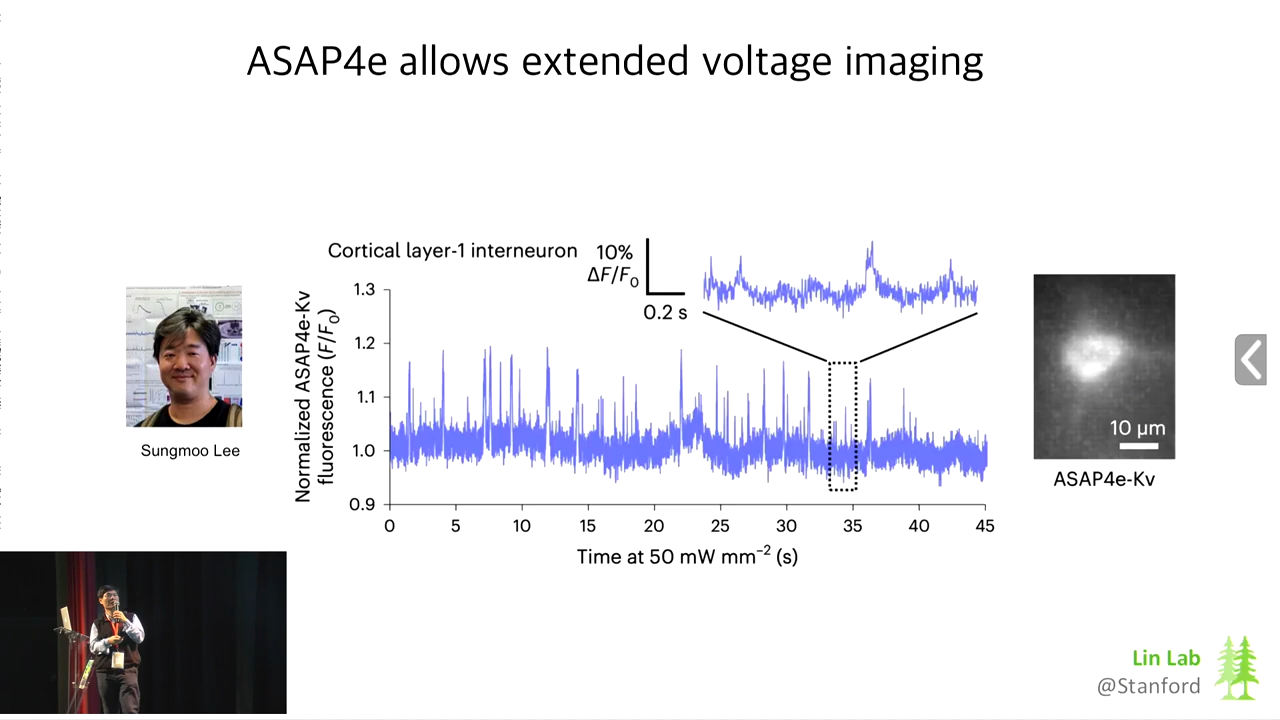 ASAP4e allows extended voltage imaging
Cortical layer-1 interneuron
10%
ΔF/F₀
0.2 s
Normalized ASAP4e-Kv
fluorescence (F/F₀)
1.3
1.2
1.1
1.0
0.9
0 5 10 15 20 25 30 35 40 45
Time at 50 mW mm⁻² (s)
Sungmoo Lee
10 μm
ASAP4e-Kv
Lin Lab
@Stanford